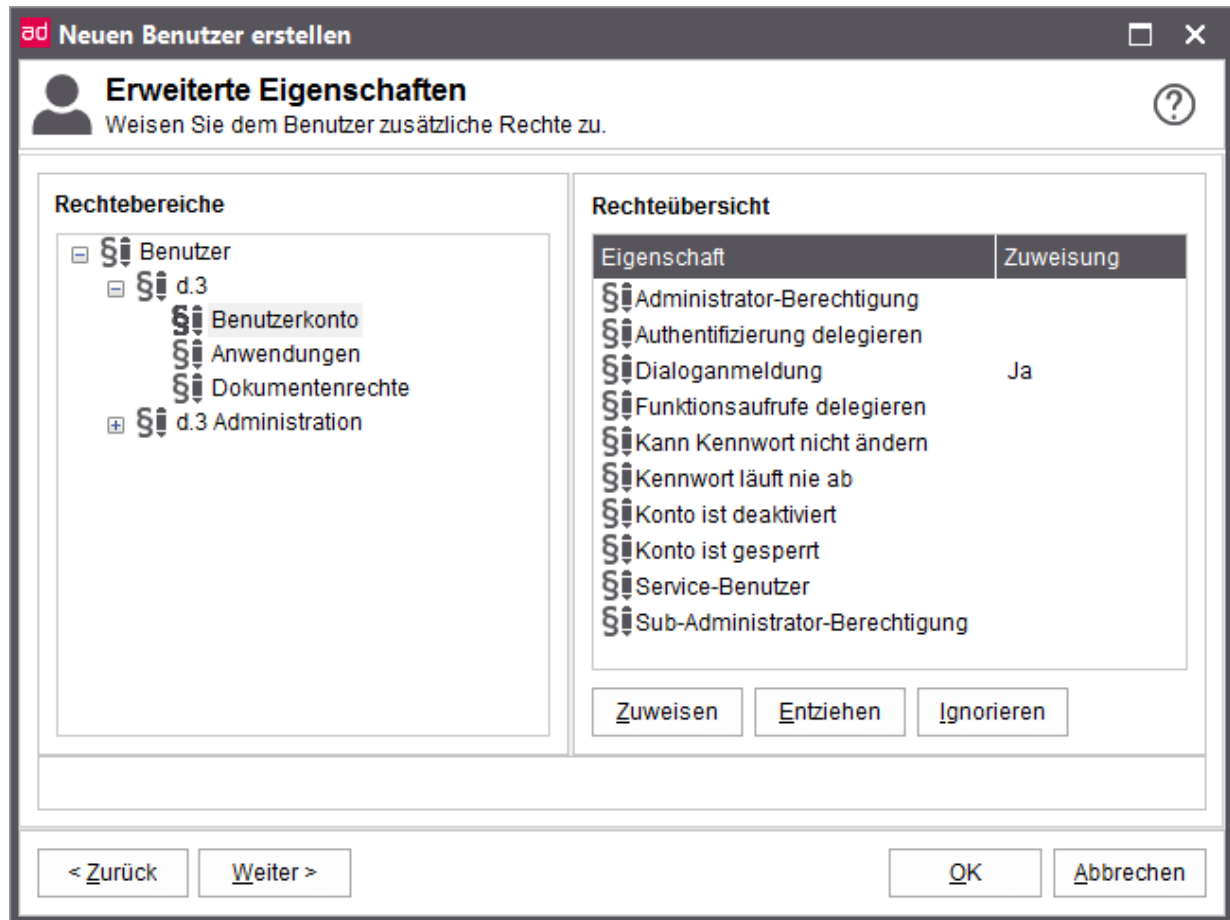 ad Neuen Benutzer erstellen
Erweiterte Eigenschaften
Weisen Sie dem Benutzer zusätzliche Rechte zu.
Rechtebereiche
Benutzer
d.3
Benutzerkonto
Anwendungen
Dokumentenrechte
d.3 Administration
Rechteübersicht
Eigenschaft Zuweisung
Administrator-Berechtigung
Authentifizierung delegieren
Dialoganmeldung Ja
Funktionsaufrufe delegieren
Kann Kennwort nicht ändern
Kennwort läuft nie ab
Konto ist deaktiviert
Konto ist gesperrt
Service-Benutzer
Sub-Administrator-Berechtigung
Zuweisen Entziehen Ignorieren
< Zurück Weiter > OK Abbrechen